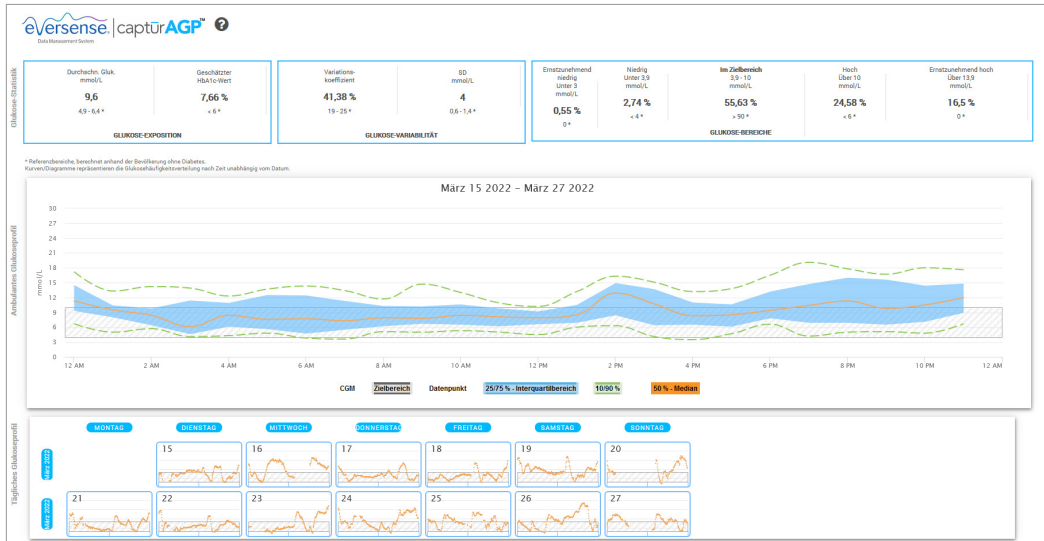 eversense. | captūrAGP™ ?
Data Management System
Glukose-Statistik
Durchschn. Gluk.
mmol/L
9,6
4,9 - 6,4 *
Geschätzter
HbA1c-Wert
7,66 %
< 6 *
GLUKOSE-EXPOSITION
Variations-
koeffizient
41,38 %
19 - 25 *
SD
mmol/L
4
0,6 - 1,4 *
GLUKOSE-VARIABILITÄT
Ernstzunehmend
niedrig
Unter 3
mmol/L
0,55 %
0 *
Niedrig
Unter 3,9
mmol/L
2,74 %
< 4 *
Im Zielbereich
3,9 - 10
mmol/L
55,63 %
> 90 *
Hoch
Über 10
mmol/L
24,58 %
< 6 *
Ernstzunehmend hoch
Über 13,9
mmol/L
16,5 %
0 *
GLUKOSE-BEREICHE
* Referenzbereiche, berechnet anhand der Bevölkerung ohne Diabetes.
Kurven/Diagramme repräsentieren die Glukosehäufigkeitsverteilung nach Zeit unabhängig vom Datum.
Ambulantes Glukoseprofil
März 15 2022 – März 27 2022
mmol/L
30
27
24
21
18
15
12
9
6
3
0
12 AM 2 AM 4 AM 6 AM 8 AM 10 AM 12 PM 2 PM 4 PM 6 PM 8 PM 10 PM 12 AM
CGM Zielbereich Datenpunkt 25/75 % - Interquartilbereich 10/90 % 50 % - Median
Tägliches Glukoseprofil
MONTAG DIENSTAG MITTWOCH DONNERSTAG FREITAG SAMSTAG SONNTAG
März 2022
15 16 17 18 19 20
März 2022
21 22 23 24 25 26 27